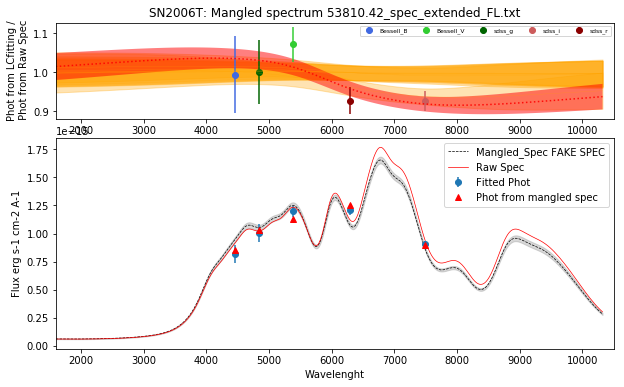 SN2006T: Mangled spectrum 53810.42_spec_extended_FL.txt
Phot from LCfitting /
Phot from Raw Spec
1.1
1.0
0.9
Bessell_B
Bessell_V
sdss_g
sdss_i
sdss_r
2000 3000 4000 5000 6000 7000 8000 9000 10000
Flux erg s-1 cm-2 A-1
1.75
1.50
1.25
1.00
0.75
0.50
0.25
0.00
Mangled_Spec FAKE SPEC
Raw Spec
Fitted Phot
Phot from mangled spec
2000 3000 4000 5000 6000 7000 8000 9000 10000
Wavelenght